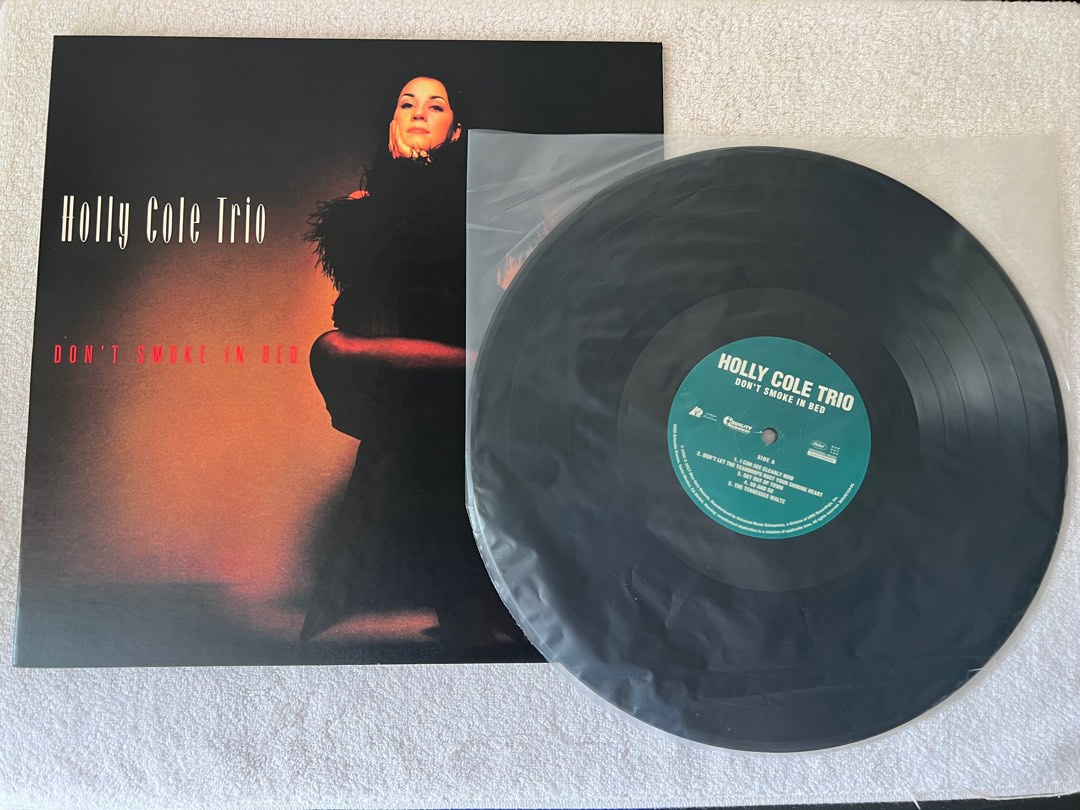 Holly Cole Trio
DON'T SMOKE IN BED
HOLLY COLE TRIO
DON'T SMOKE IN BED
SIDE A
1. I CAN SEE CLEARLY NOW
2. DON'T LET THE TEARDROPS RUST YOUR SHINING HEART
3. GET OUT OF TOWN
4. SO AND SO
5. THE TENNESSEE WALTZ